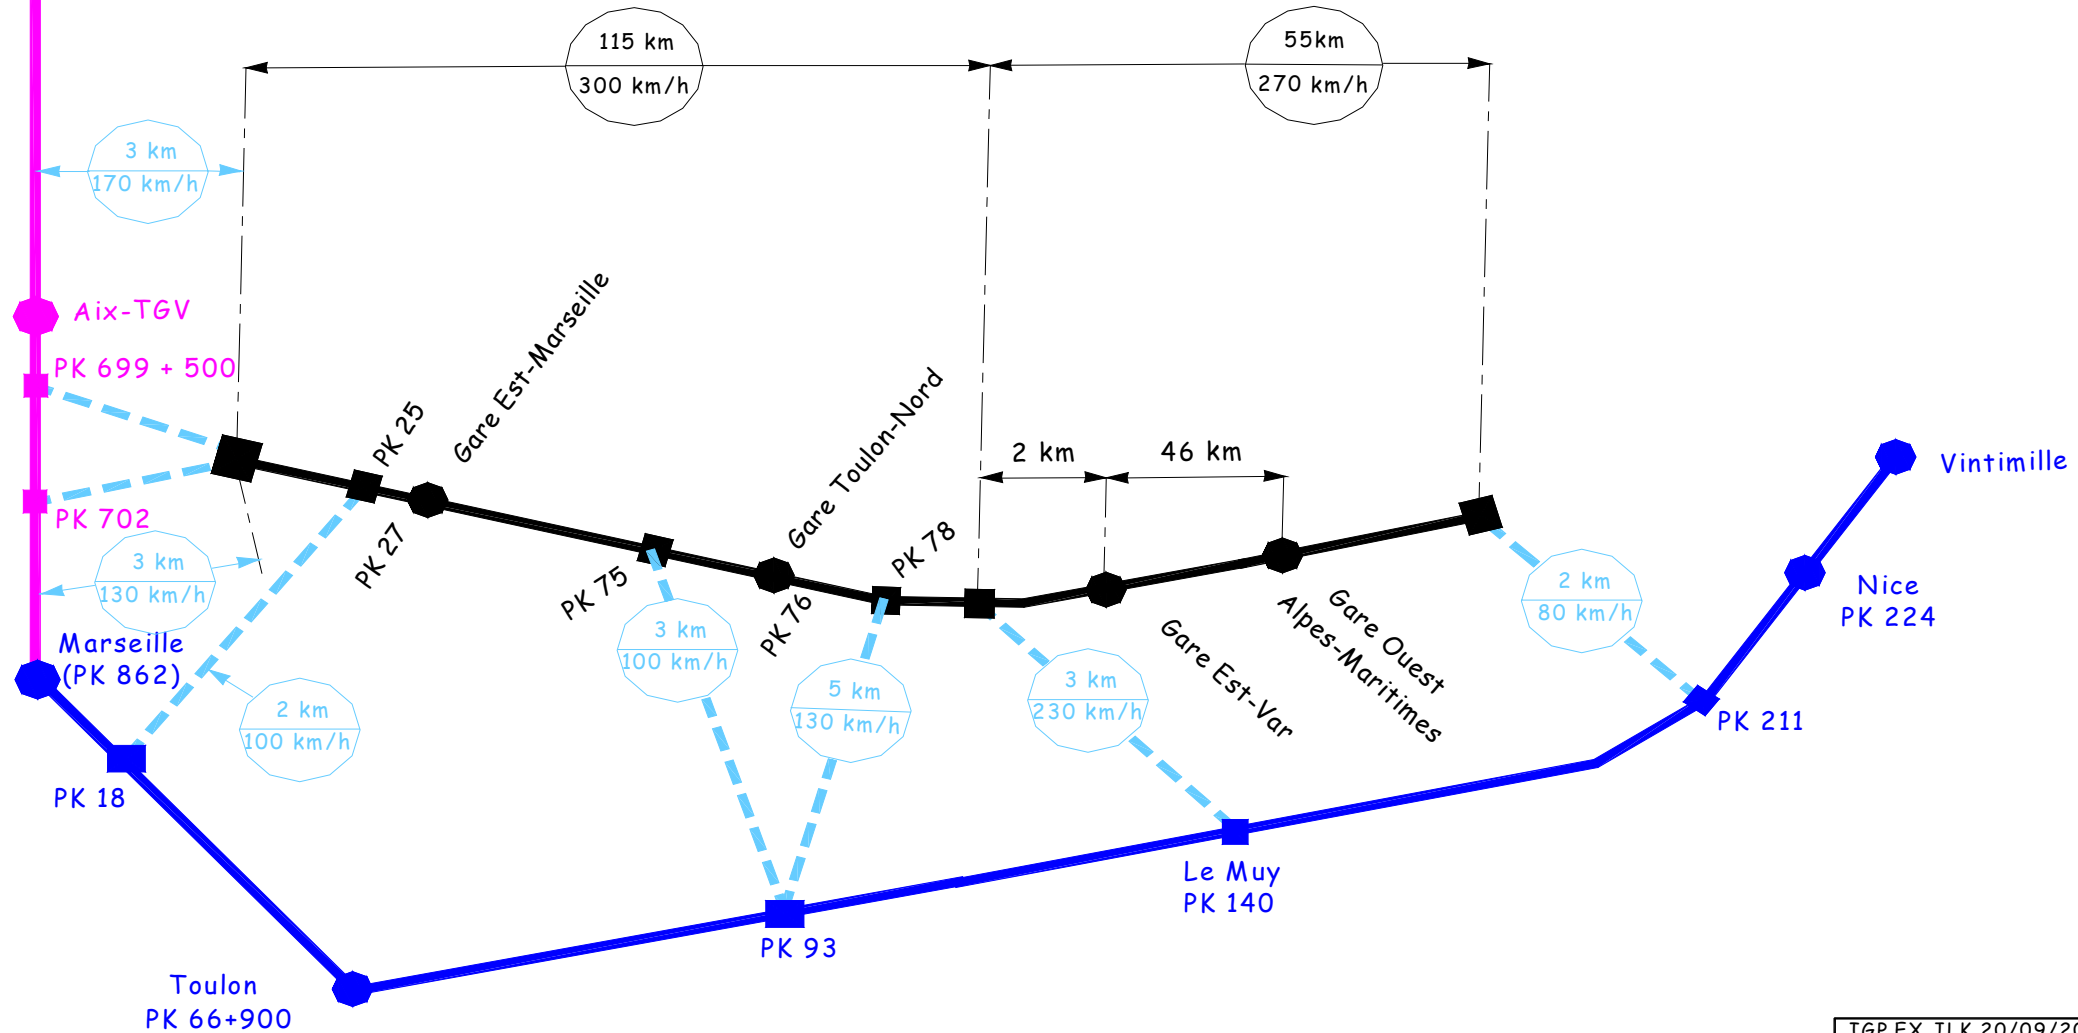 115 km
300 km/h
55km
270 km/h
3 km
170 km/h
Aix-TGV
PK 699 + 500
PK 702
3 km
130 km/h
Marseille
(PK 862)
PK 18
2 km
100 km/h
PK 25
PK 27
Gare Est-Marseille
PK 75
PK 76
Gare Toulon-Nord
PK 78
2 km
46 km
3 km
100 km/h
5 km
130 km/h
3 km
230 km/h
Gare Est-Var
Gare Ouest
Alpes-Maritimes
2 km
80 km/h
Vintimille
Nice
PK 224
PK 211
Le Muy
PK 140
PK 93
Toulon
PK 66+900